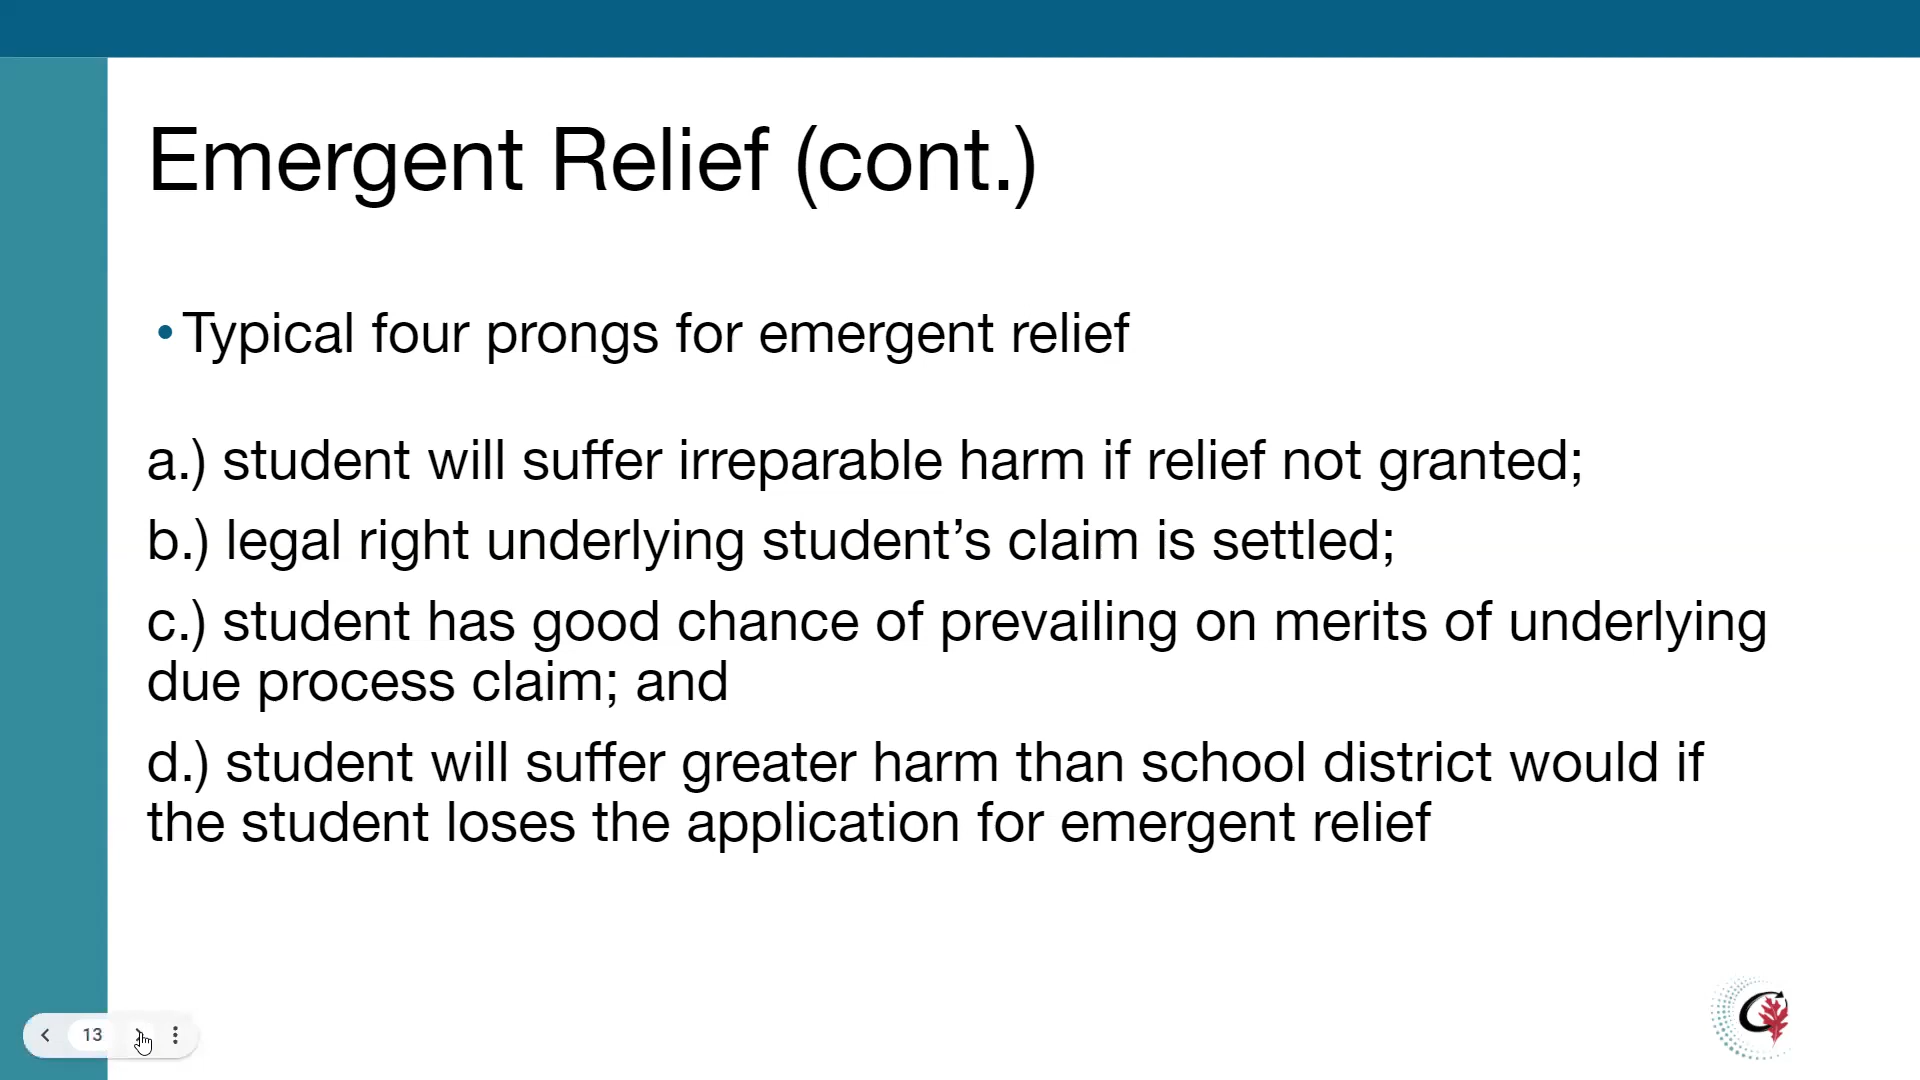 Emergent Relief (cont.)
• Typical four prongs for emergent relief
a.) student will suffer irreparable harm if relief not granted;
b.) legal right underlying student’s claim is settled;
c.) student has good chance of prevailing on merits of underlying
due process claim; and
d.) student will suffer greater harm than school district would if
the student loses the application for emergent relief
13